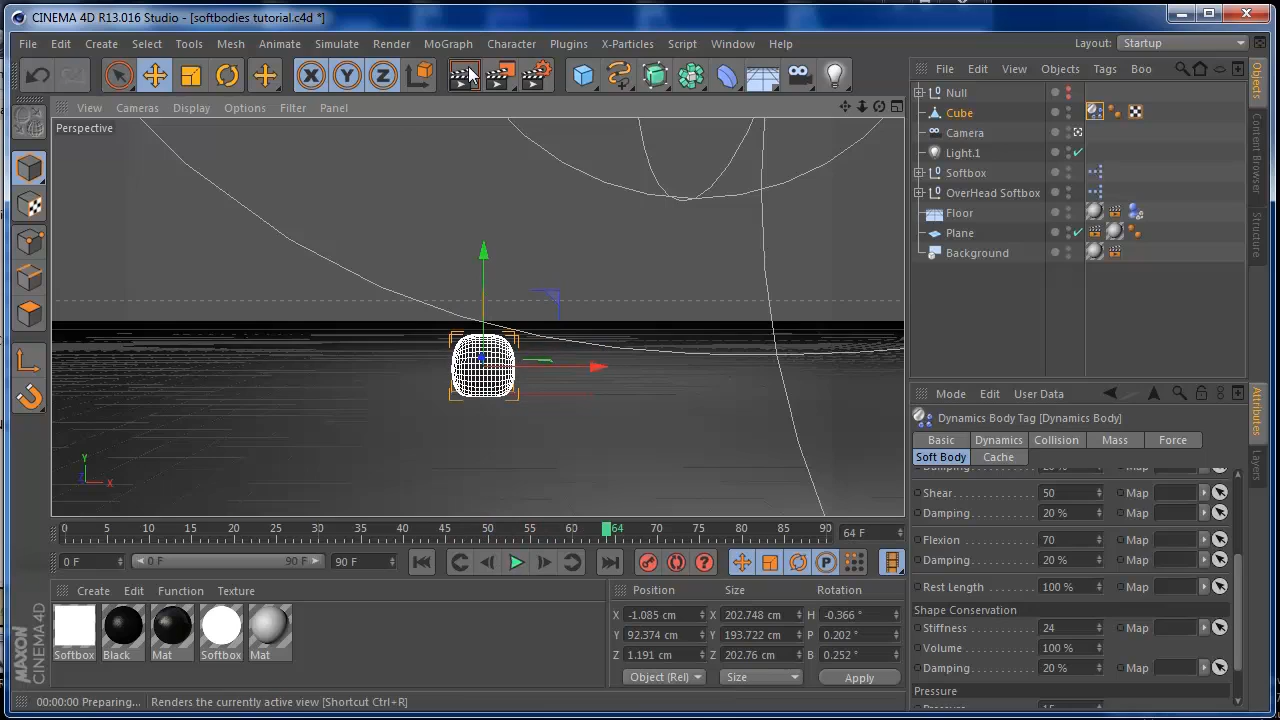 CINEMA 4D R13.016 Studio - [softbodies tutorial.c4d *]
File Edit Create Select Tools Mesh Animate Simulate Render MoGraph Character Plugins X-Particles Script Window Help Layout: Startup
File Edit View Objects Tags Boo
View Cameras Display Options Filter Panel
Perspective
Null
Cube
Camera
Light.1
Softbox
OverHead Softbox
Floor
Plane
Background
Objects
Content Browser
Structure
Mode Edit User Data
Dynamics Body Tag [Dynamics Body]
Basic Dynamics Collision Mass Force
Soft Body Cache
Damping 20 % Map
Shear 50 Map
Damping 20 % Map
Flexion 70 Map
Damping 20 % Map
Rest Length 100 % Map
Shape Conservation
Stiffness 24 Map
Volume 100 %
Damping 20 % Map
Pressure
Attributes
Layers
Y
Z X
0 5 10 15 20 25 30 35 40 45 50 55 60 64 70 75 80 85 90 64 F
0 F 0 F 90 F 90 F
Create Edit Function Texture
Softbox Black Mat Softbox Mat
Position Size Rotation
X -1.085 cm X 202.748 cm H -0.366 °
Y 92.374 cm Y 193.722 cm P 0.202 °
Z 1.191 cm Z 202.76 cm B 0.252 °
Object (Rel) Size Apply
MAXON
CINEMA 4D
00:00:00 Preparing... Renders the currently active view [Shortcut Ctrl+R]